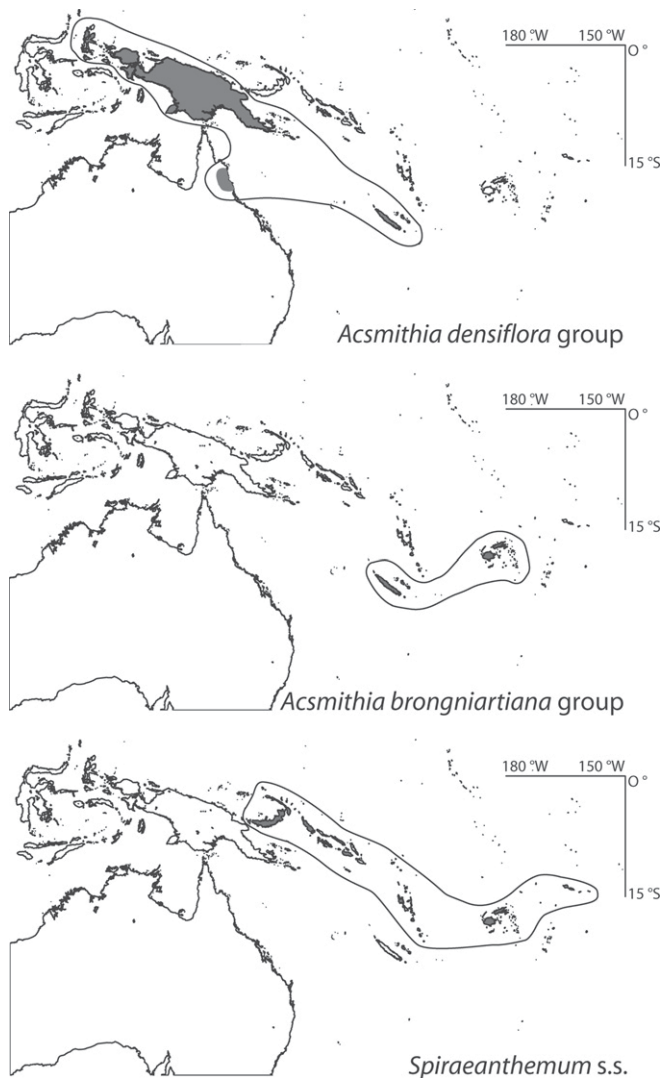 180 °W 150 °W
0°
15°S
Acsmithia densiflora group
180 °W 150 °W
0°
15°S
Acsmithia brongniartiana group
180 °W 150 °W
0°
15°S
Spiraeanthemum s.s.